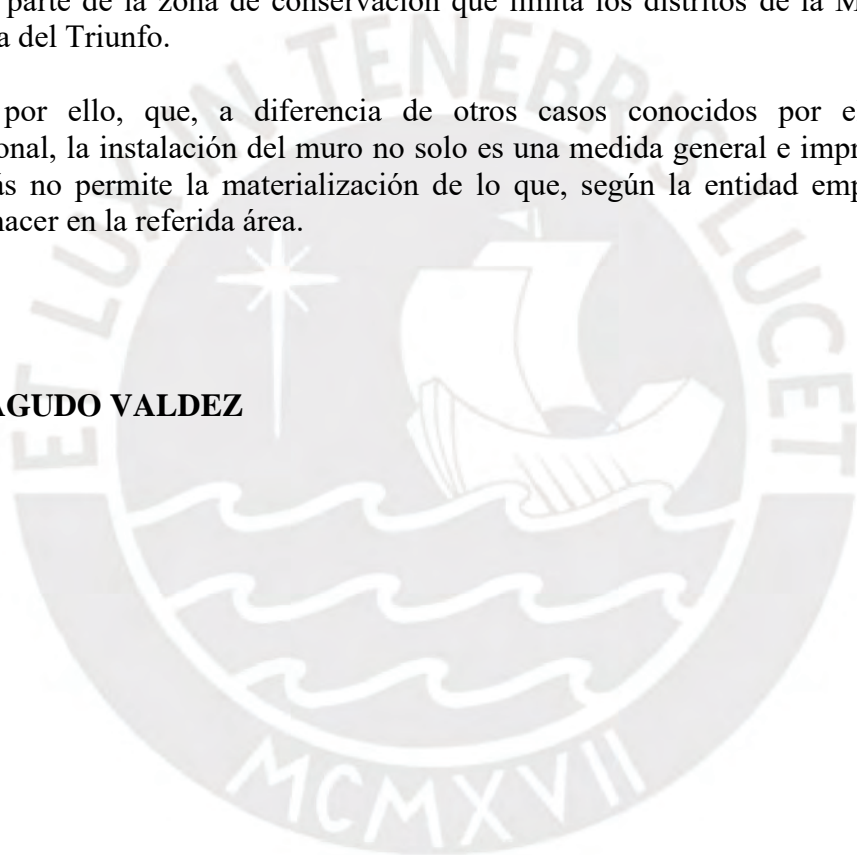 parte de la zona de conservación que limita los distritos de la M
a del Triunfo.
por ello, que, a diferencia de otros casos conocidos por e
onal, la instalación del muro no solo es una medida general e impr
ás no permite la materialización de lo que, según la entidad emp
hacer en la referida área.
AGUDO VALDEZ
ET LUX IN TENEBRIS LUCET
MCMXVII